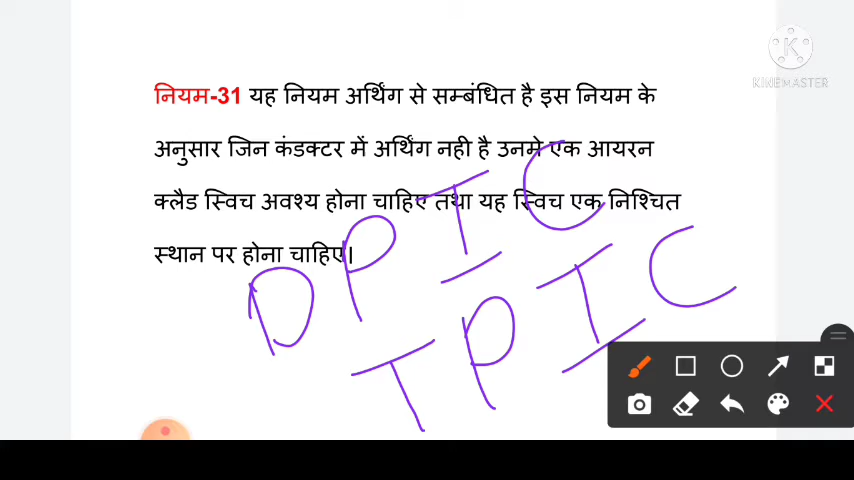 KINEMASTER
नियम-31 यह नियम अर्थिंग से सम्बंधित है इस नियम के
अनुसार जिन कंडक्टर में अर्थिंग नही है उनमे एक आयरन
क्लैड स्विच अवश्य होना चाहिए तथा यह स्विच एक निश्चित
स्थान पर होना चाहिए।
DPIC
TPIC